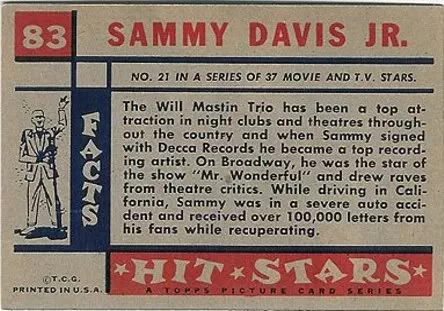 83
SAMMY DAVIS JR.
NO. 21 IN A SERIES OF 37 MOVIE AND T.V. STARS.
FACTS
The Will Mastin Trio has been a top at-
traction in night clubs and theatres through-
out the country and when Sammy signed
with Decca Records he became a top record-
ing artist. On Broadway, he was the star of
the show "Mr. Wonderful" and drew raves
from theatre critics. While driving in Cali-
fornia, Sammy was in a severe auto acc-
ident and received over 100,000 letters from
his fans while recuperating.
©T.C.G.
PRINTED IN U.S.A.
HIT STARS
A TOPPS PICTURE CARD SERIES